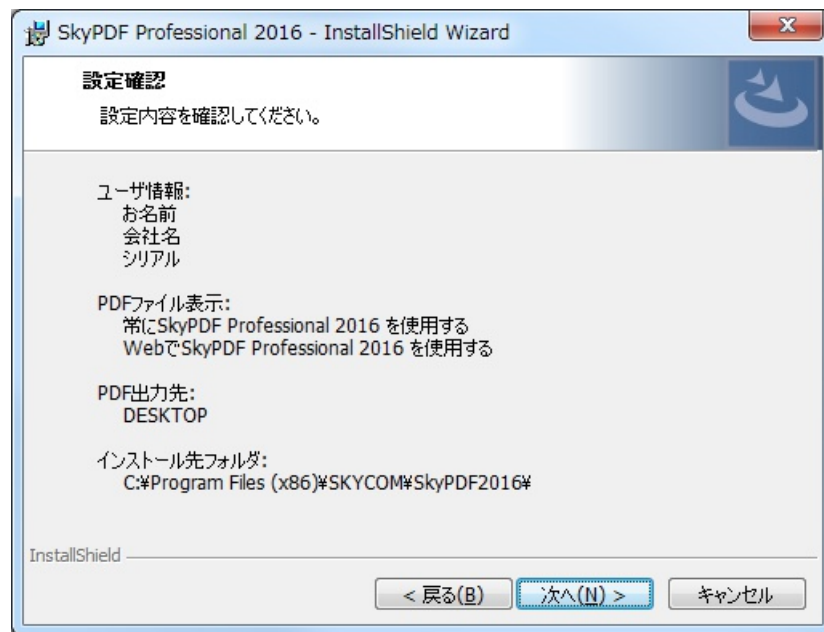 SkyPDF Professional 2016 - InstallShield Wizard
設定確認
設定内容を確認してください。
ユーザ情報:
お名前
会社名
シリアル
PDFファイル表示:
常にSkyPDF Professional 2016 を使用する
WebでSkyPDF Professional 2016 を使用する
PDF出力先:
DESKTOP
インストール先フォルダ:
C:¥Program Files (x86)¥SKYCOM¥SkyPDF2016¥
InstallShield
< 戻る(B) 次へ(N) > キャンセル